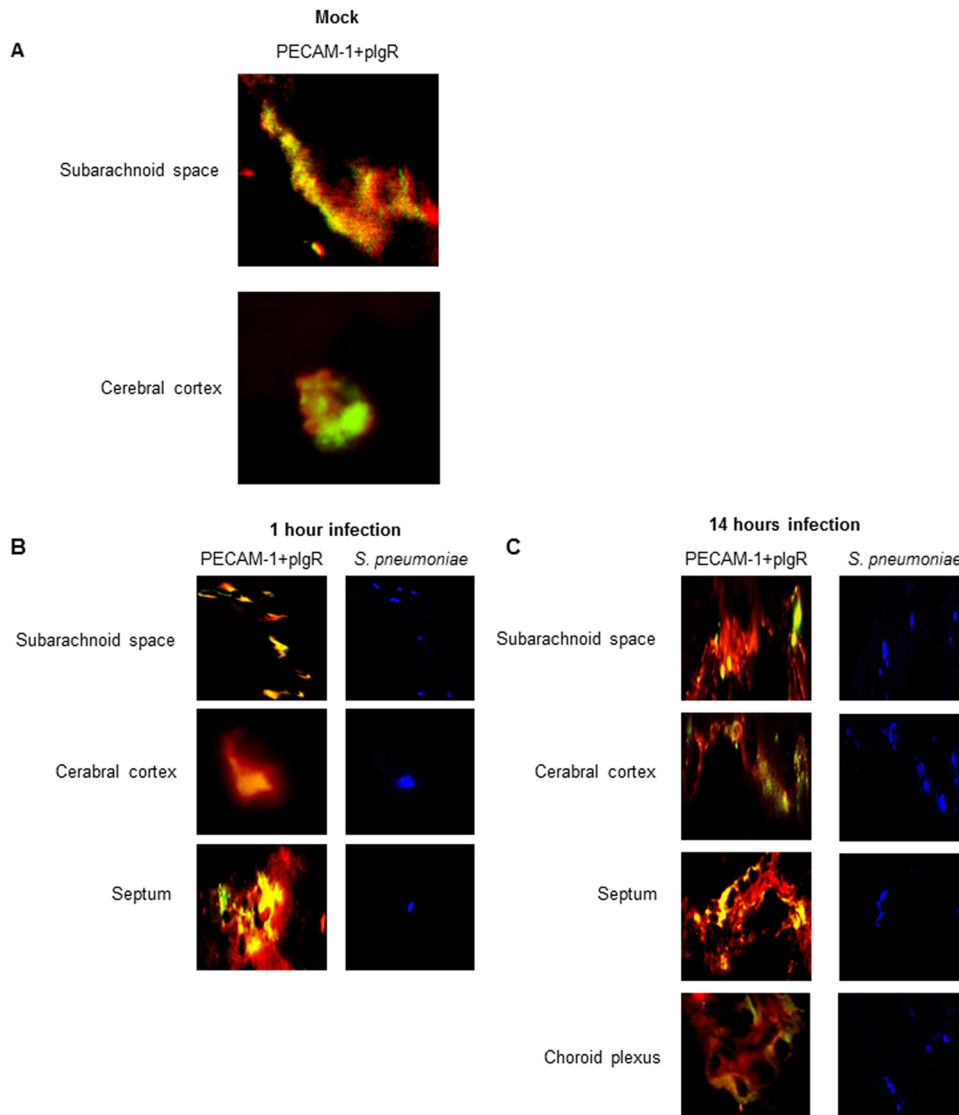 Mock
A
PECAM-1+pIgR
Subarachnoid space
Cerebral cortex
B
1 hour infection
PECAM-1+pIgR S. pneumoniae
Subarachnoid space
Cerabral cortex
Septum
C
14 hours infection
PECAM-1+pIgR S. pneumoniae
Subarachnoid space
Cerabral cortex
Septum
Choroid plexus